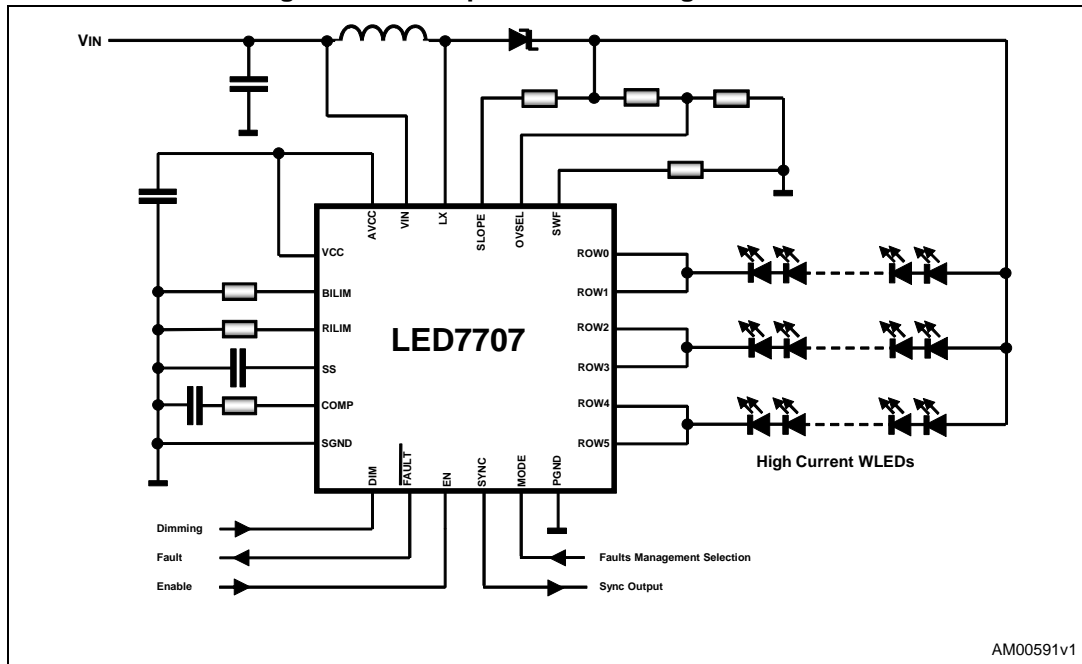 VIN
AVCC
VIN
LX
SLOPE
OVSEL
SWF
VCC
BILIM
RILIM
SS
COMP
SGND
LED7707
ROW0
ROW1
ROW2
ROW3
ROW4
ROW5
High Current WLEDs
DIM
FAULT
EN
SYNC
MODE
PGND
Dimming
Fault
Enable
Faults Management Selection
Sync Output
AM00591v1